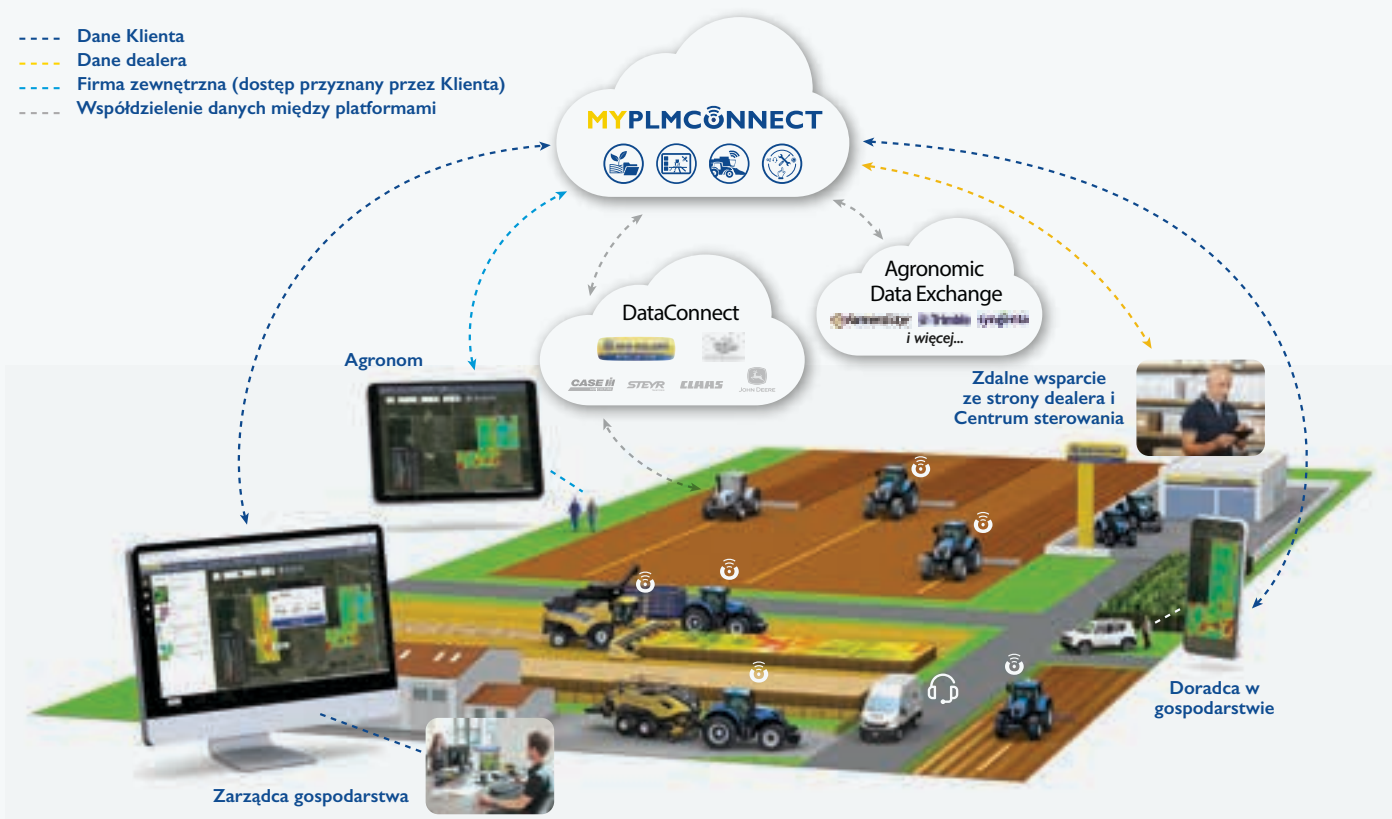 Dane Klienta
Dane dealera
Firma zewnętrzna (dostęp przyznany przez Klienta)
Współdzielenie danych między platformami
MYPLMCONNECT
Agronomic
Data Exchange
i więcej...
DataConnect
CASE IH
STEYR
CLAAS
JOHN DEERE
Agronom
Zdalne wsparcie
ze strony dealera i
Centrum sterowania
Doradca w
gospodarstwie
Zarządca gospodarstwa